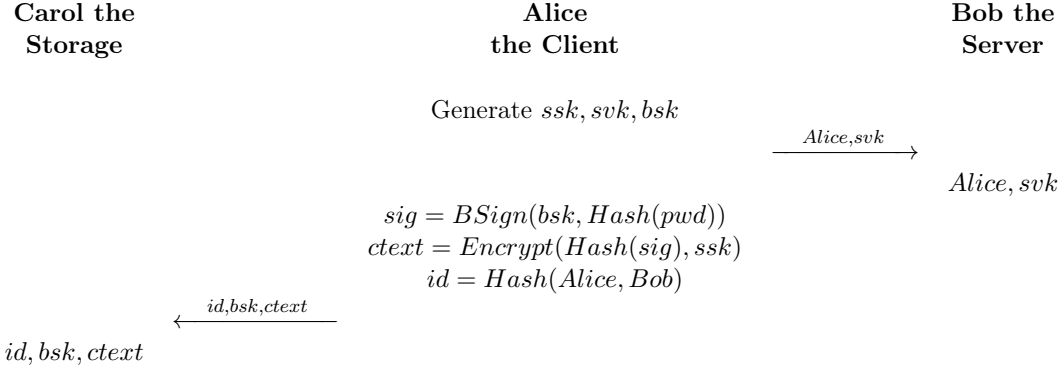 Carol the Storage
Alice the Client
Bob the Server
Generate ssk, svk, bsk
Alice,svk
Alice, svk
sig = BSign(bsk, Hash(pwd))
ctext = Encrypt(Hash(sig), ssk)
id = Hash(Alice, Bob)
id,bsk,ctext
id, bsk, ctext